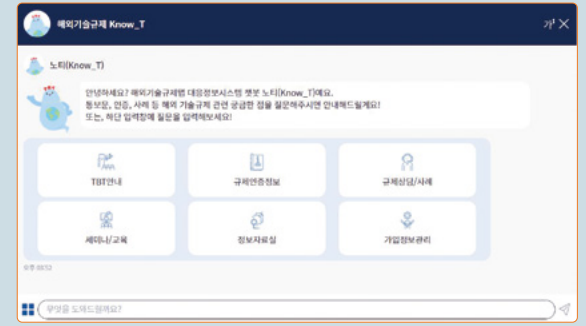 해외기술규제 Know_T
가
노티(Know_T)
안녕하세요? 해외기술규제맵 대응정보시스템 챗봇 노티(Know_T)예요.
통보문, 인증, 사례 등 해외 기술규제 관련 궁금한 점을 질문해주시면 안내해드릴게요!
또는, 하단 입력창에 질문을 입력해보세요!
TBT안내
규제인증정보
규제상담/사례
세미나/교육
정보자료실
가입정보관리
오후
무엇을 도와드릴까요?